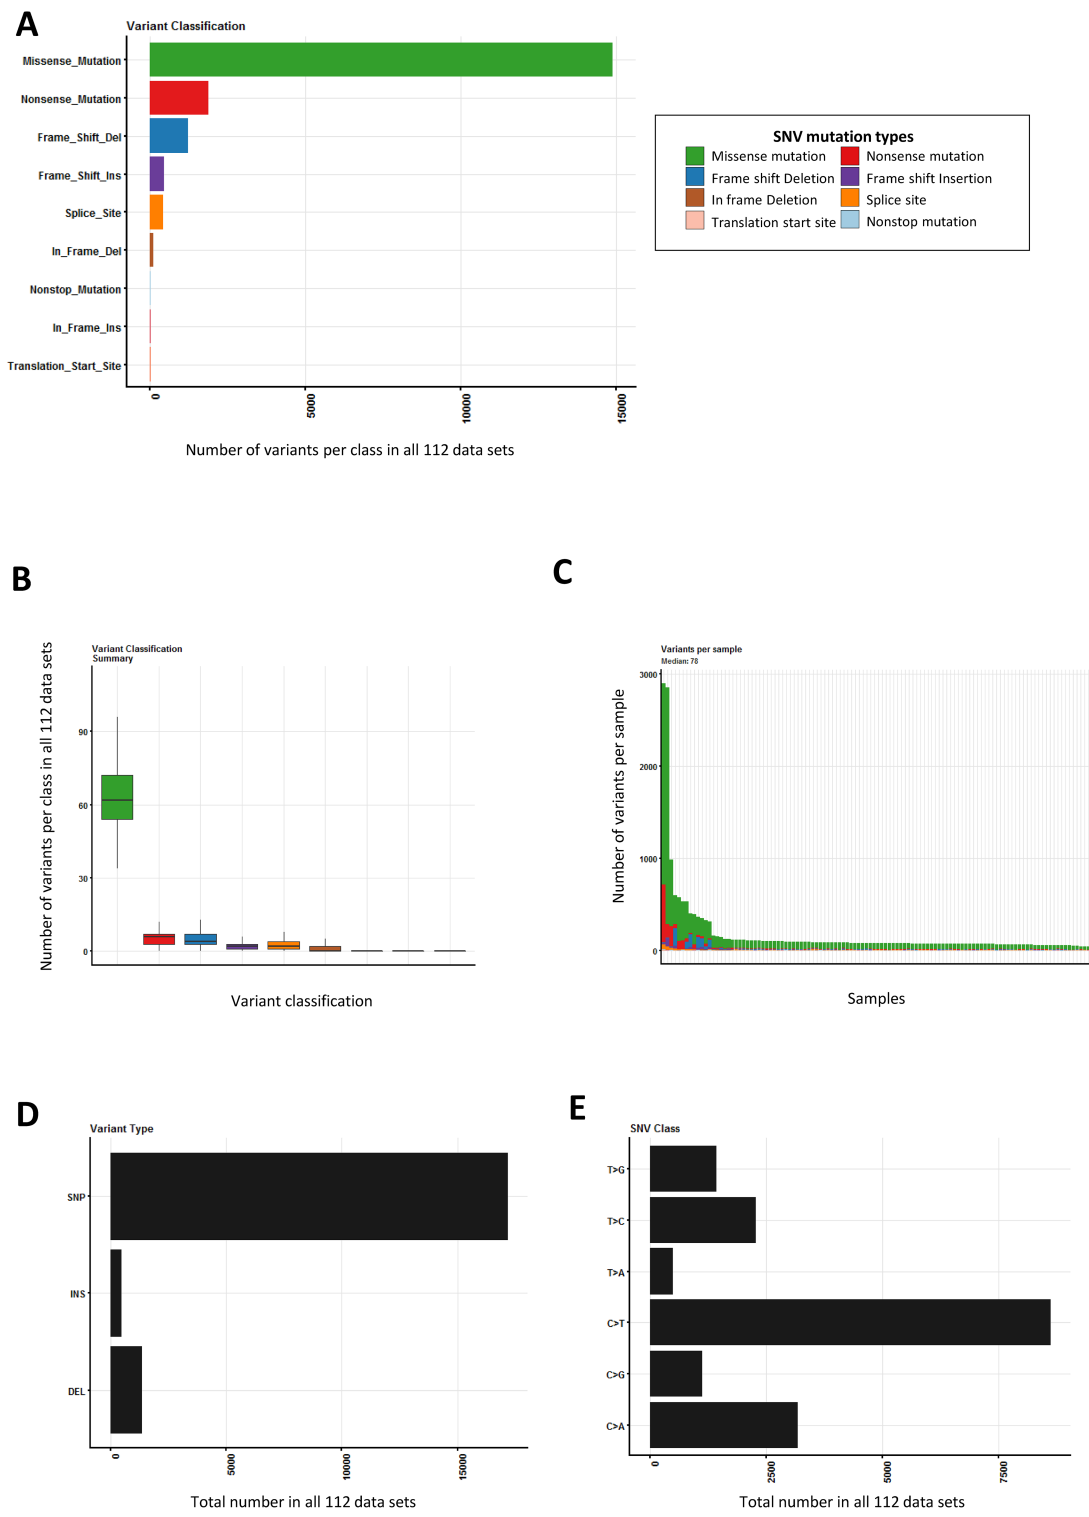 A
Variant Classification
Missense_Mutation
Nonsense_Mutation
Frame_Shift_Del
Frame_Shift_Ins
Splice_Site
In_Frame_Del
Nonstop_Mutation
In_Frame_Ins
Translation_Start_Site
0
5000
10000
15000
Number of variants per class in all 112 data sets
SNV mutation types
Missense mutation
Nonsense mutation
Frame shift Deletion
Frame shift Insertion
In frame Deletion
Splice site
Translation start site
Nonstop mutation
B
Variant Classification
Summary
Number of variants per class in all 112 data sets
90
60
30
0
Variant classification
C
Variants per sample
Median: 78
Number of variants per sample
3000
2000
1000
0
Samples
D
Variant Type
SNP
INS
DEL
0
5000
10000
15000
Total number in all 112 data sets
E
SNV Class
T>G
T>C
T>A
C>T
C>G
C>A
0
2500
5000
7500
Total number in all 112 data sets